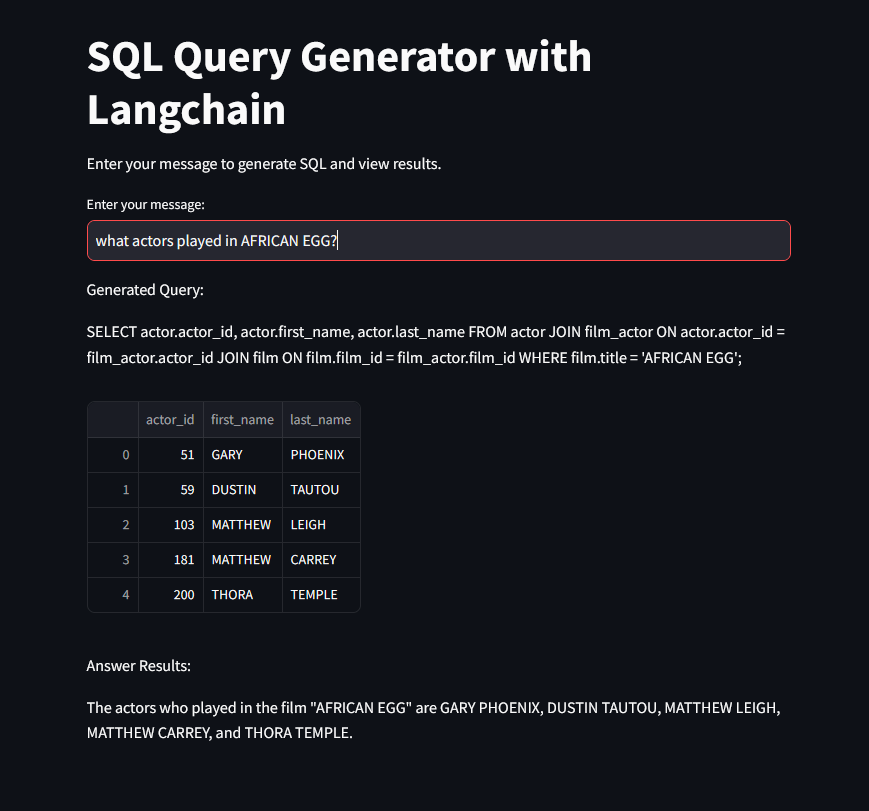 SQL Query Generator with
Langchain
Enter your message to generate SQL and view results.
Enter your message:
what actors played in AFRICAN EGG?
Generated Query:
SELECT actor.actor_id, actor.first_name, actor.last_name FROM actor JOIN film_actor ON actor.actor_id =
film_actor.actor_id JOIN film ON film.film_id = film_actor.film_id WHERE film.title = 'AFRICAN EGG';
actor_id first_name last_name
0 51 GARY PHOENIX
1 59 DUSTIN TAUTOU
2 103 MATTHEW LEIGH
3 181 MATTHEW CARREY
4 200 THORA TEMPLE
Answer Results:
The actors who played in the film "AFRICAN EGG" are GARY PHOENIX, DUSTIN TAUTOU, MATTHEW LEIGH,
MATTHEW CARREY, and THORA TEMPLE.